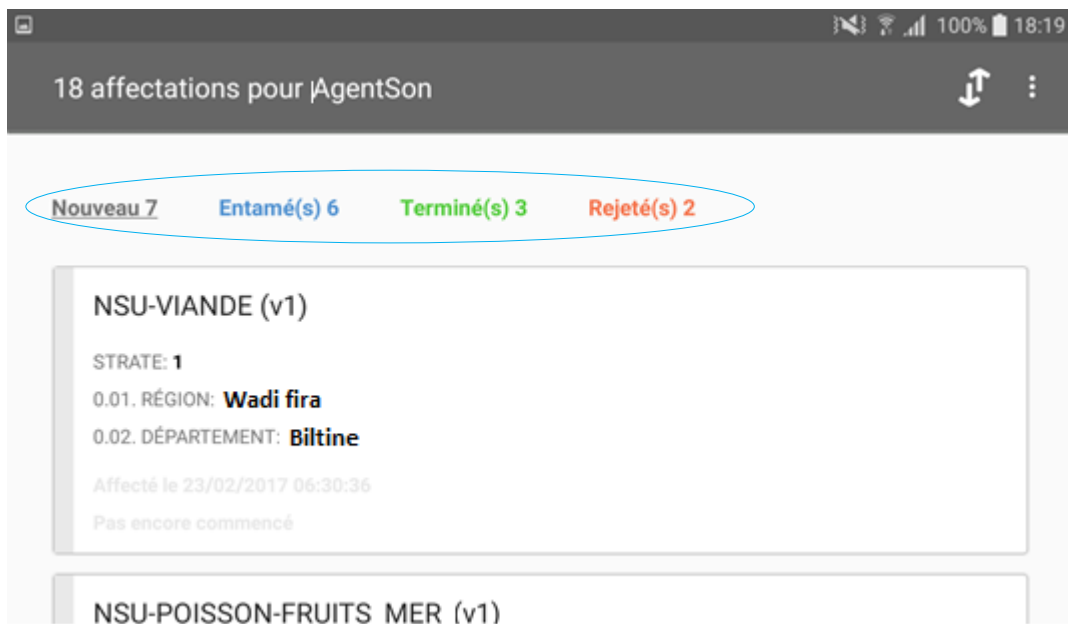 100% 18:19
18 affectations pour AgentSon
Nouveau 7 Entamé(s) 6 Terminé(s) 3 Rejeté(s) 2
NSU-VIANDE (v1)
STRATE: 1
0.01. RÉGION: Wadi fira
0.02. DÉPARTEMENT: Biltine
Affecté le 23/02/2017 06:30:36
Pas encore commencé
NSU-POISSON-FRUITS_MER (v1)